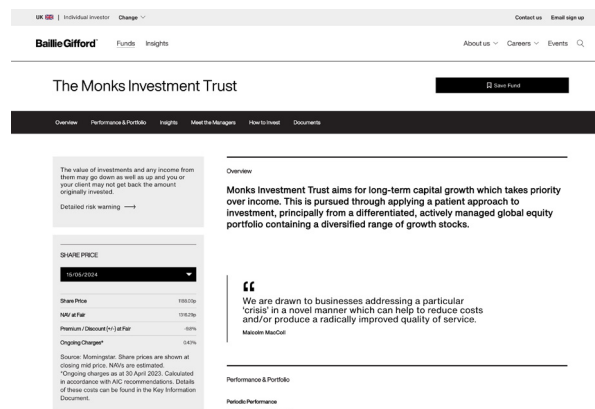 UK | Individual investor Change
Contact us Email sign up
Baillie Gifford Funds Insights
About us Careers Events
The Monks Investment Trust
Save Fund
Overview Performance & Portfolio Insights Meet the Managers How to Invest Documents
The value of investments and any income from
them may go down as well as up and you or
your client may not get back the amount
originally invested.
Detailed risk warning →
SHARE PRICE
15/05/2024
Share Price
NAV at Fair
Premium / Discount (+/-) at Fair
Ongoing Charges* 0.43%
Source: Morningstar. Share prices are shown at
closing mid price. NAVs are estimated.
*Ongoing charges as at 30 April 2023. Calculated
in accordance with AIC recommendations. Details
of these costs can be found in the Key Information
Document.
Overview
Monks Investment Trust aims for long-term capital growth which takes priority
over income. This is pursued through applying a patient approach to
investment, principally from a differentiated, actively managed global equity
portfolio containing a diversified range of growth stocks.
“
We are drawn to businesses addressing a particular
‘crisis’ in a novel manner which can help to reduce costs
and/or produce a radically improved quality of service.
Malcolm MacColl
Performance & Portfolio
Periodic Performance